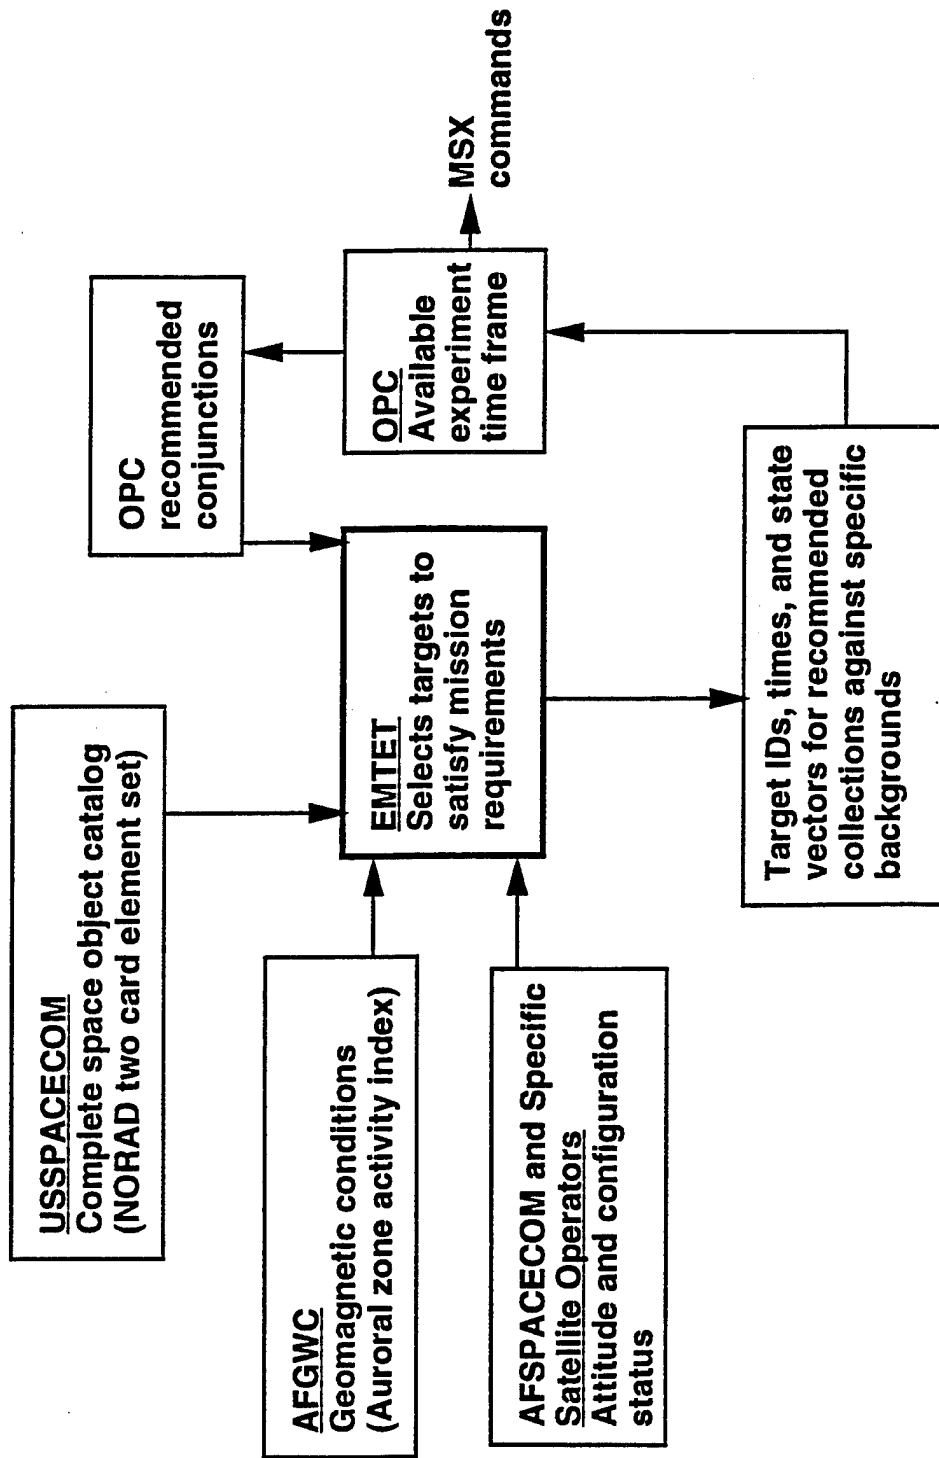 USSPACECOM
Complete space object catalog
(NORAD two card element set)
AFGWC
Geomagnetic conditions
(Auroral zone activity index)
AFSPACECOM and Specific
Satellite Operators
Attitude and configuration
status
EMTET
Selects targets to
satisfy mission
requirements
OPC
recommended
conjunctions
OPC
Available
experiment
time frame
MSX
commands
Target IDs, times, and state
vectors for recommended
collections against specific
backgrounds